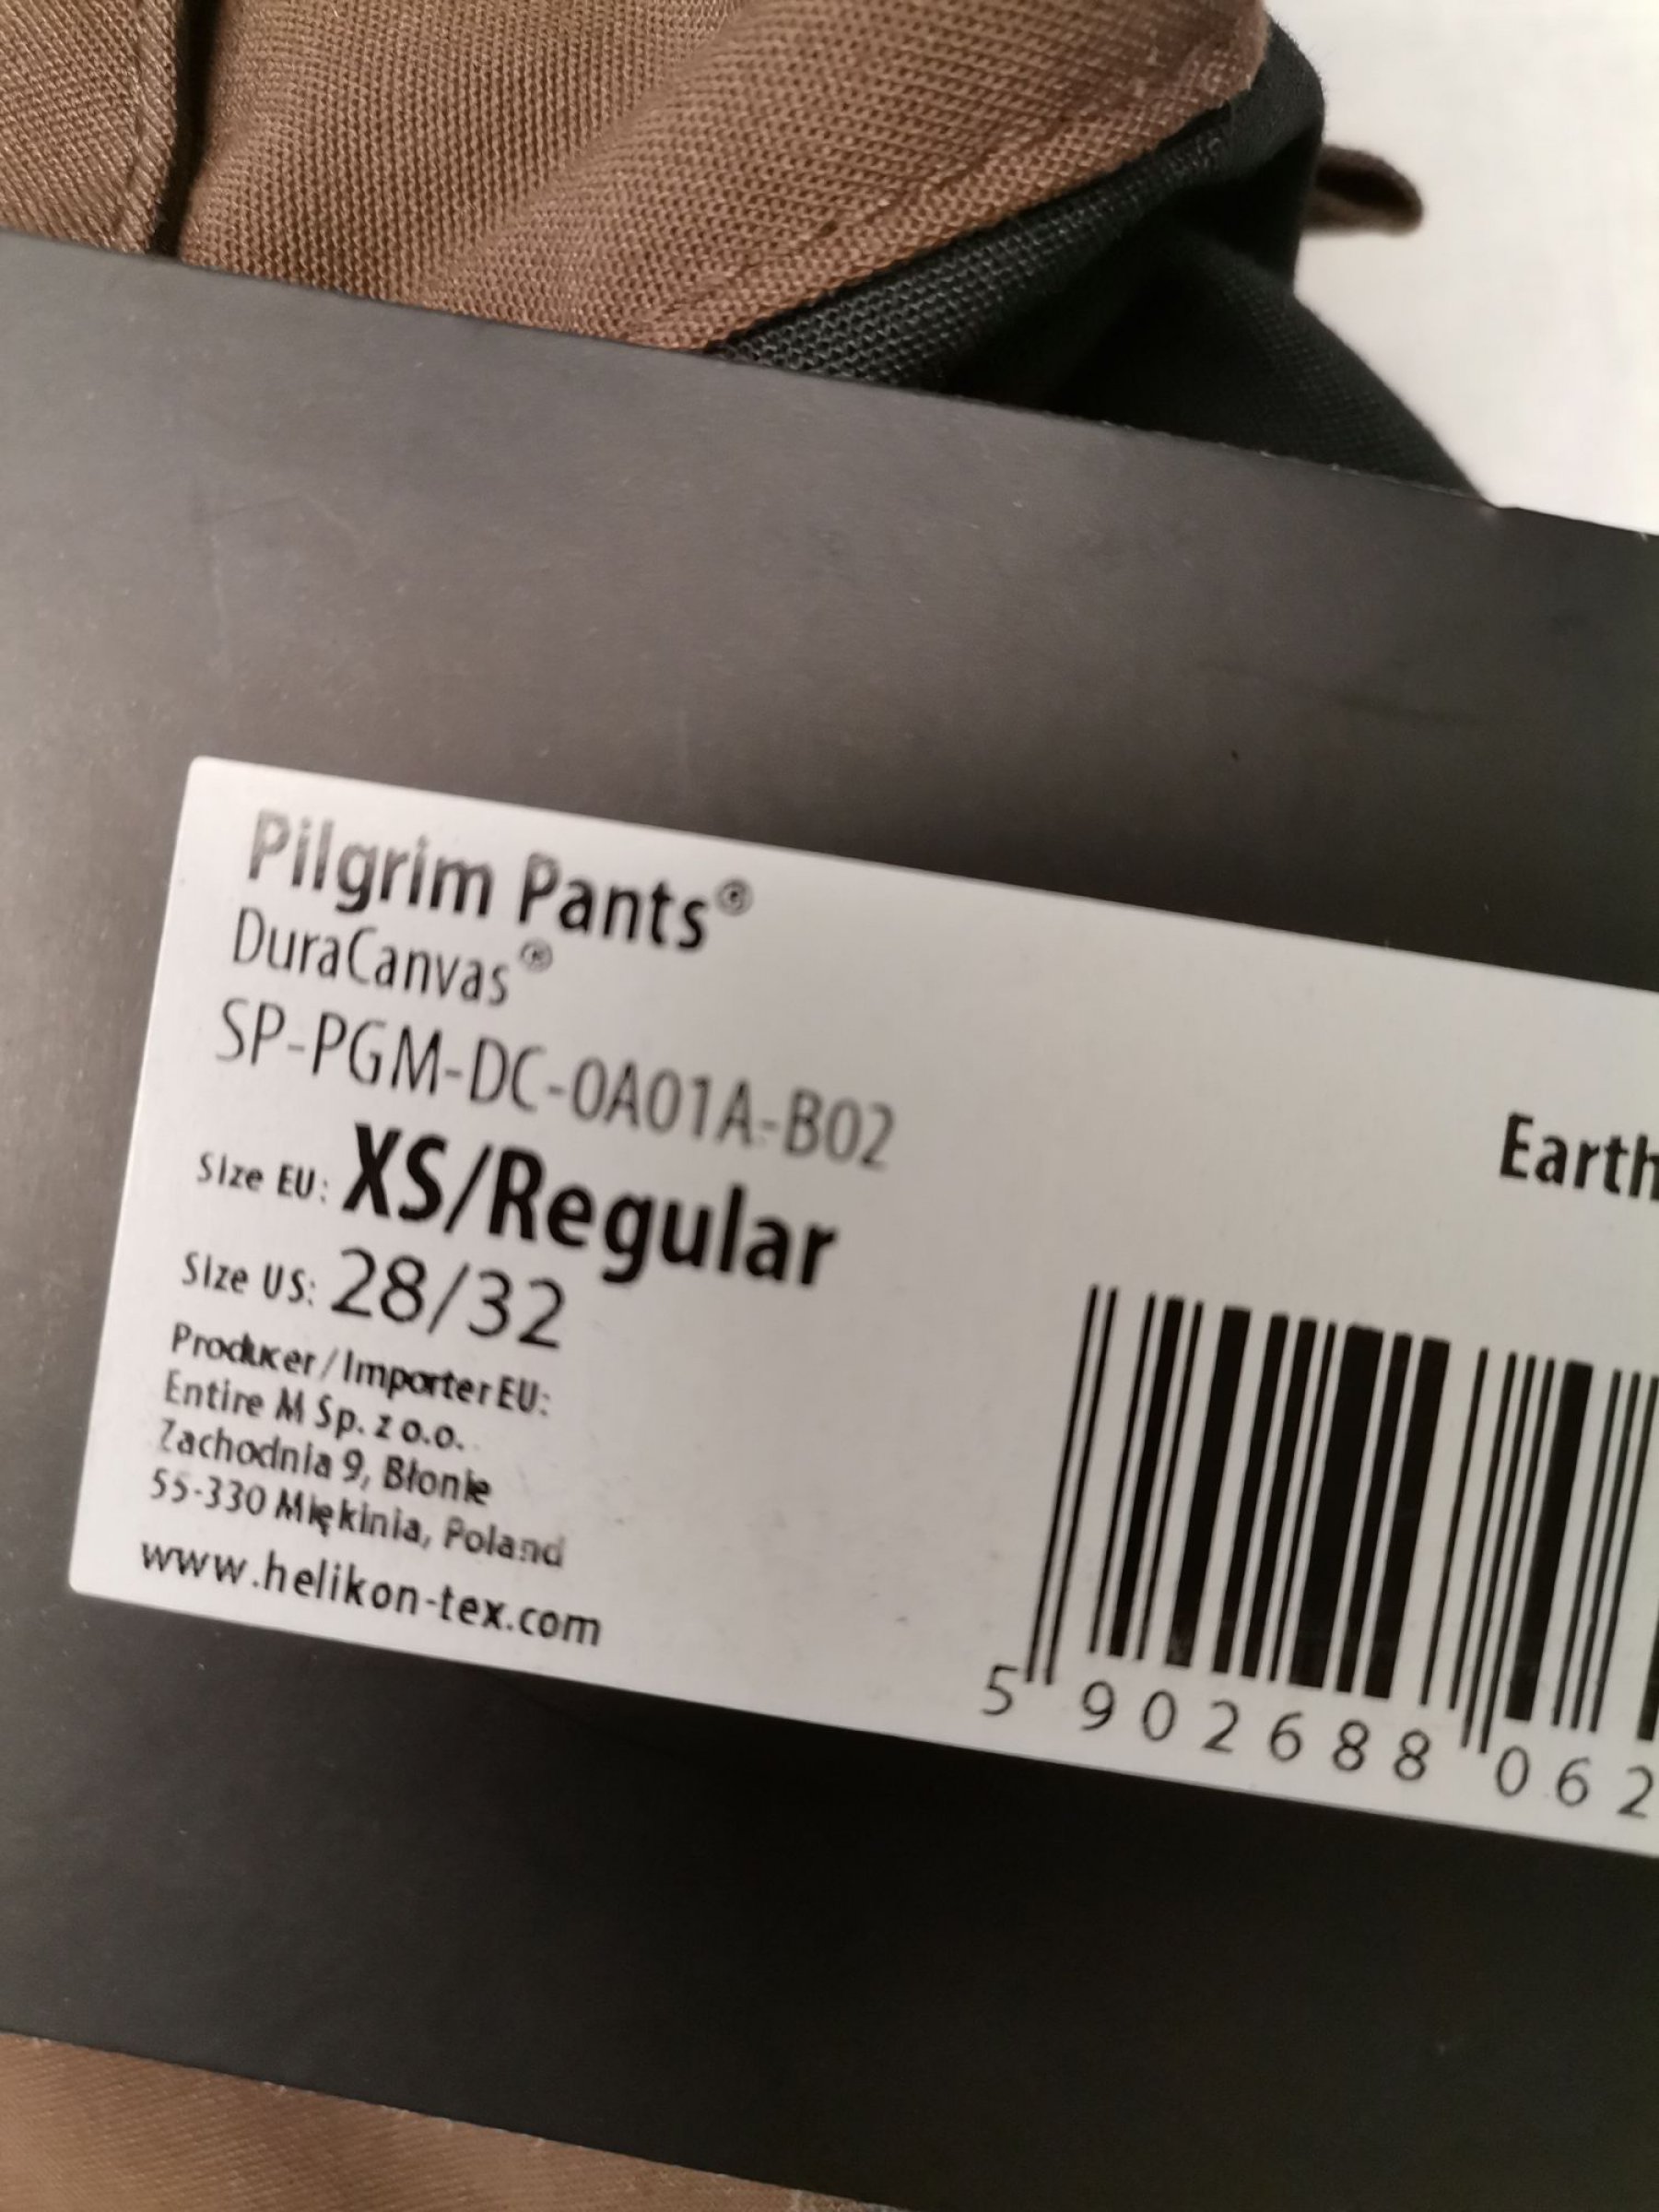 Pilgrim Pants®
DuraCanvas®
SP-PGM-DC-0A01A-B02
Size EU: XS/Regular
Size US: 28/32
Producer/Importer EU:
Entire M Sp. z o.o.
Zachodnia 9, Błonie
55-330 Miękinia, Poland
www.helikon-tex.com
Earth
5 902688 062